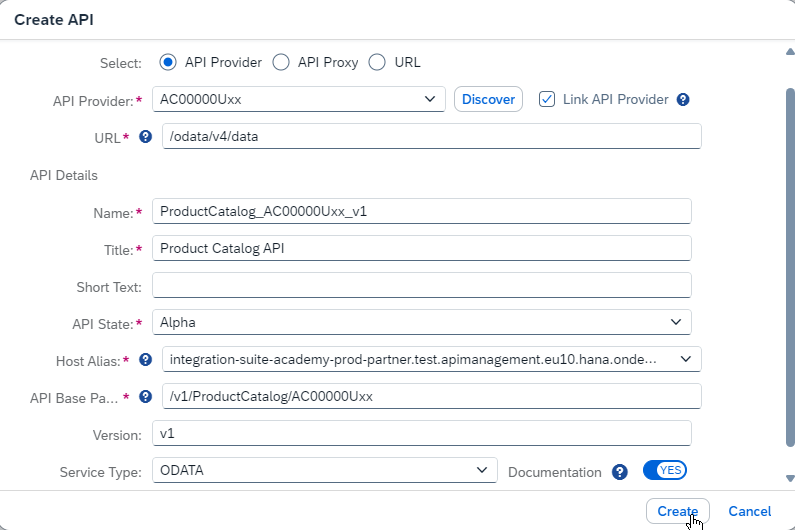 Create API
Select: API Provider API Proxy URL
API Provider:* AC00000Uxx Discover Link API Provider ?
URL* ? /odata/v4/data
API Details
Name:* ProductCatalog_AC00000Uxx_v1
Title:* Product Catalog API
Short Text:
API State:* Alpha
Host Alias:* ? integration-suite-academy-prod-partner.test.apimanagement.eu10.hana.onde...
API Base Pa... * ? /v1/ProductCatalog/AC00000Uxx
Version: v1
Service Type: ODATA Documentation ? YES
Create Cancel